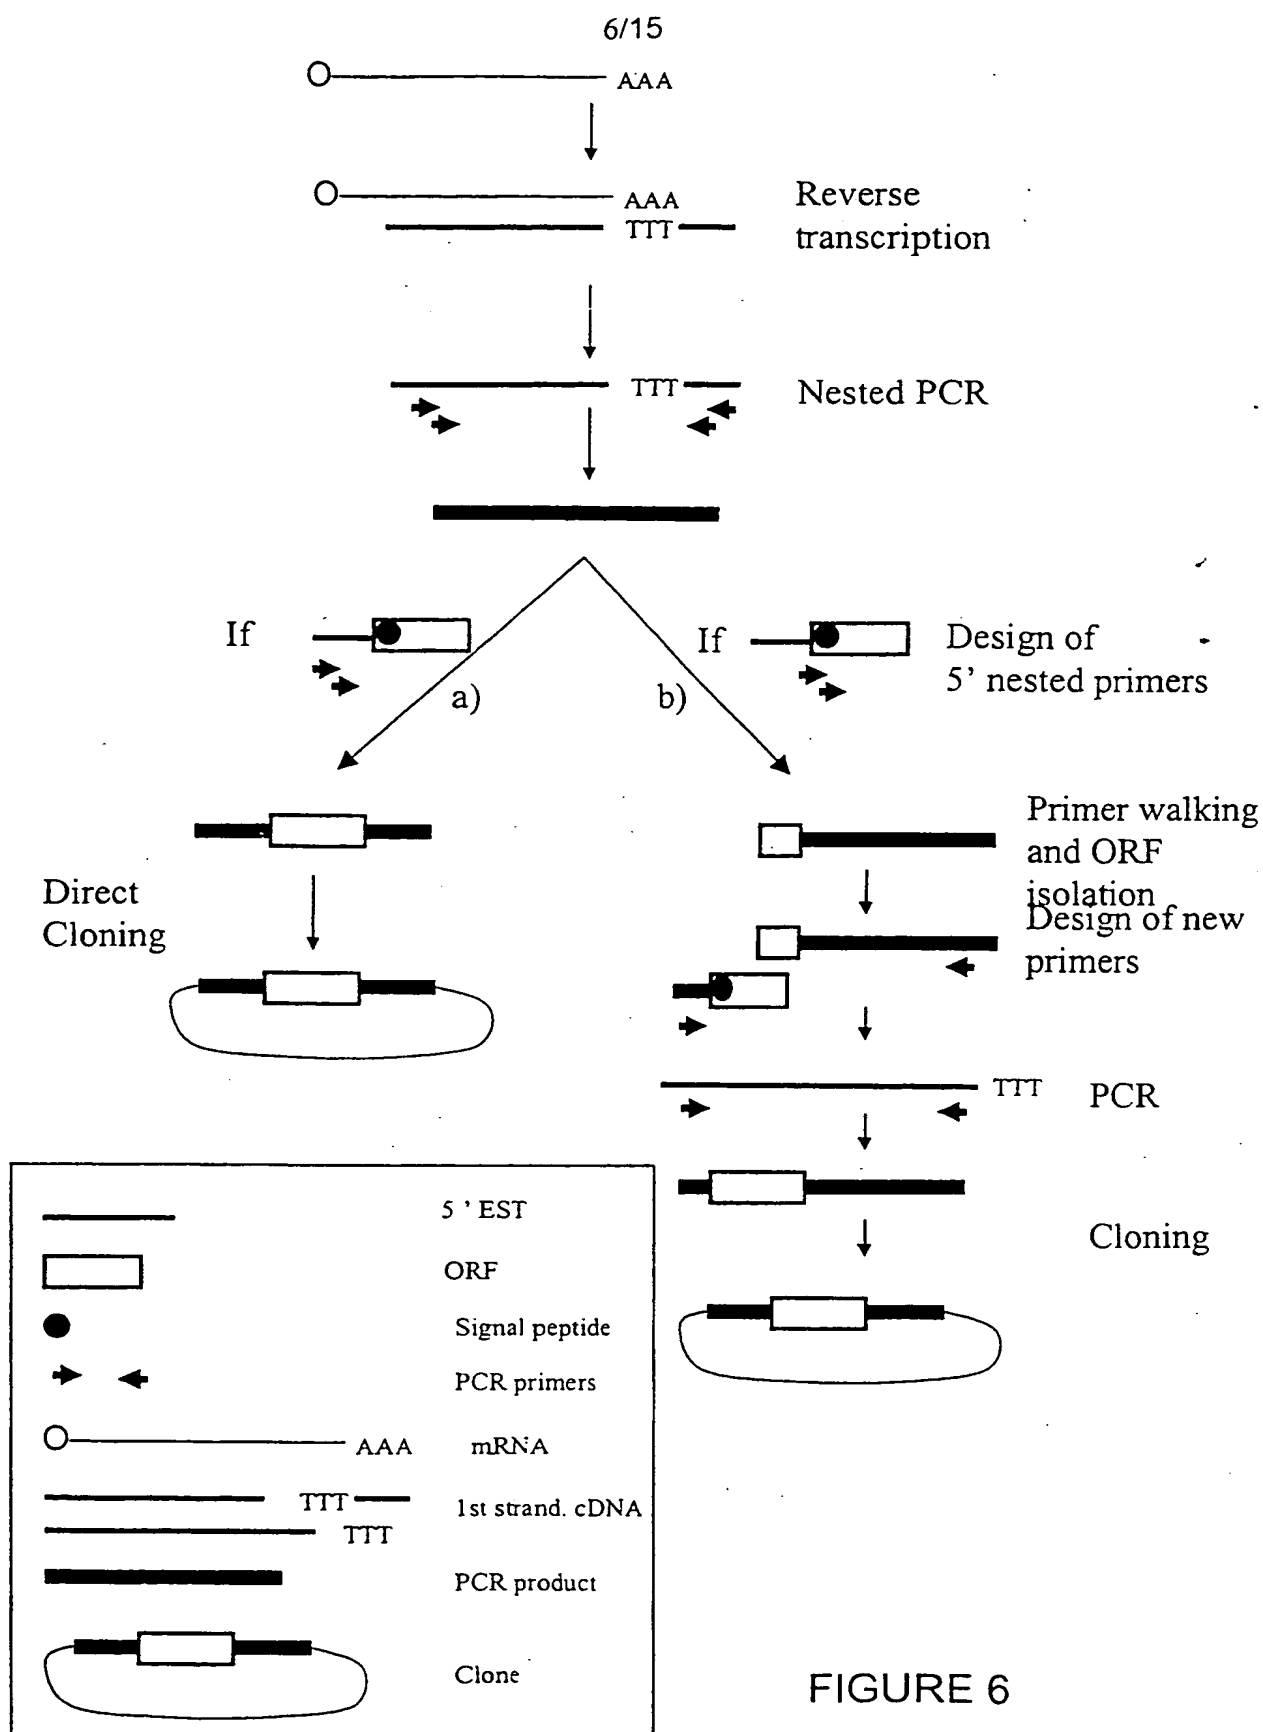 6/15
AAA
AAA
TTT
Reverse
transcription
TTT
Nested PCR
If
a)
If
b)
Design of
5’ nested primers
Direct
Cloning
Primer walking
and ORF
isolation
Design of new
primers
TTT
PCR
Cloning
5 ’ EST
ORF
Signal peptide
PCR primers
AAA
mRNA
TTT
1st strand. cDNA
TTT
PCR product
Clone
FIGURE 6